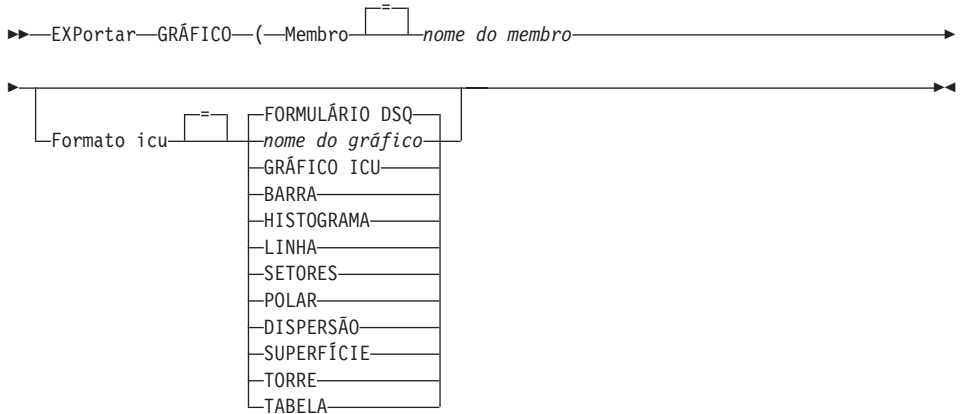 =
EXPortar GRÁFICO ( Membro nome do membro
=
FORMULÁRIO DSQ
Formato icu nome do gráfico
GRÁFICO ICU
BARRA
HISTOGRAMA
LINHA
SETORES
POLAR
DISPERSÃO
SUPERFÍCIE
TORRE
TABELA